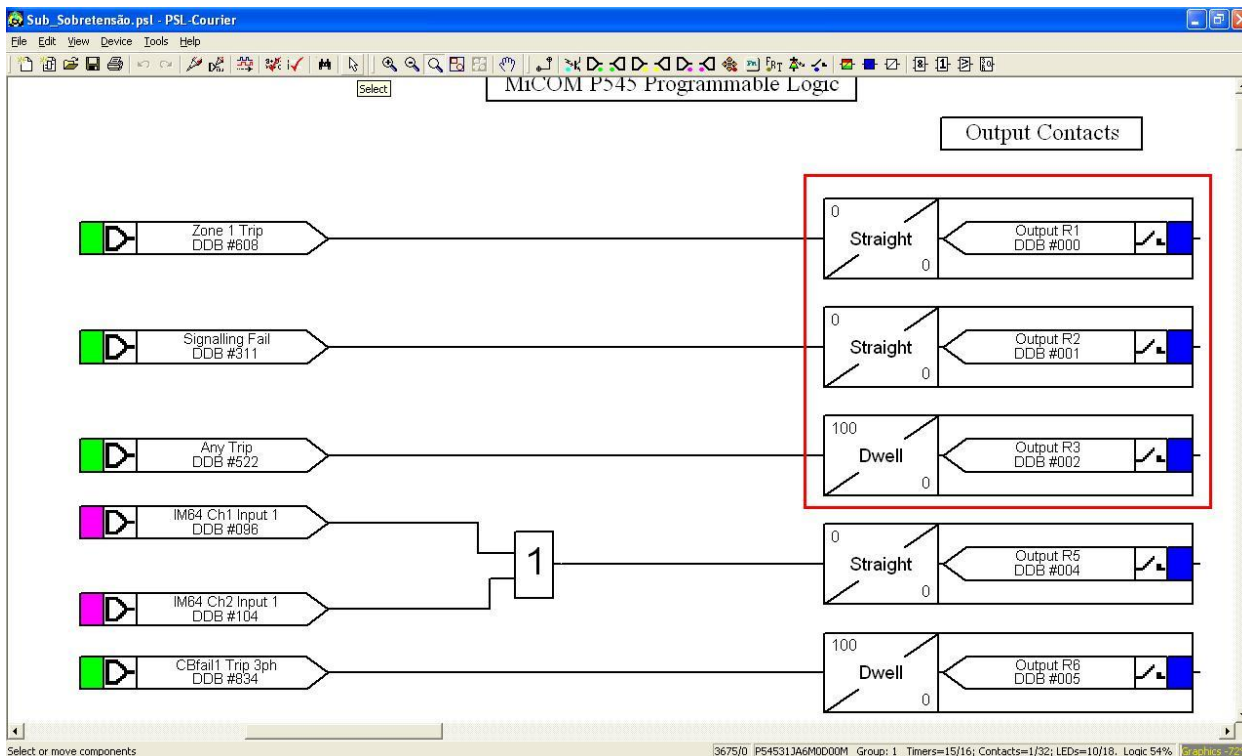 Sub_Sobretensão.psl - PSL-Courier
File Edit View Device Tools Help
Select
MiCOM P545 Programmable Logic
Output Contacts
Zone 1 Trip
DDB #608
0
Straight
0
Output R1
DDB #000
Signalling Fail
DDB #311
0
Straight
0
Output R2
DDB #001
Any Trip
DDB #522
100
Dwell
0
Output R3
DDB #002
IM64 Ch1 Input 1
DDB #096
IM64 Ch2 Input 1
DDB #104
1
0
Straight
0
Output R5
DDB #004
CBfail1 Trip 3ph
DDB #834
100
Dwell
0
Output R6
DDB #005
Select or move components
3675/0 P54531JA6M0D00M Group: 1 Timers=15/16; Contacts=1/32; LEDs=10/18. Logic 54%